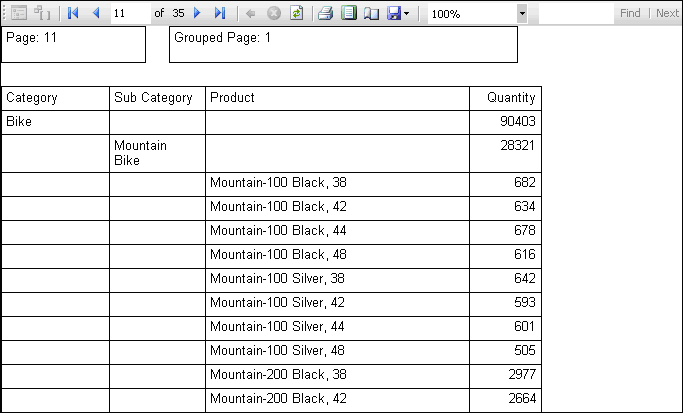 11 of 35 100% Find Next
Page: 11 Grouped Page: 1
Category Sub Category Product Quantity
Bike 90403
Mountain 28321
Bike
Mountain-100 Black, 38 682
Mountain-100 Black, 42 634
Mountain-100 Black, 44 678
Mountain-100 Black, 48 616
Mountain-100 Silver, 38 642
Mountain-100 Silver, 42 593
Mountain-100 Silver, 44 601
Mountain-100 Silver, 48 505
Mountain-200 Black, 38 2977
Mountain-200 Black, 42 2664